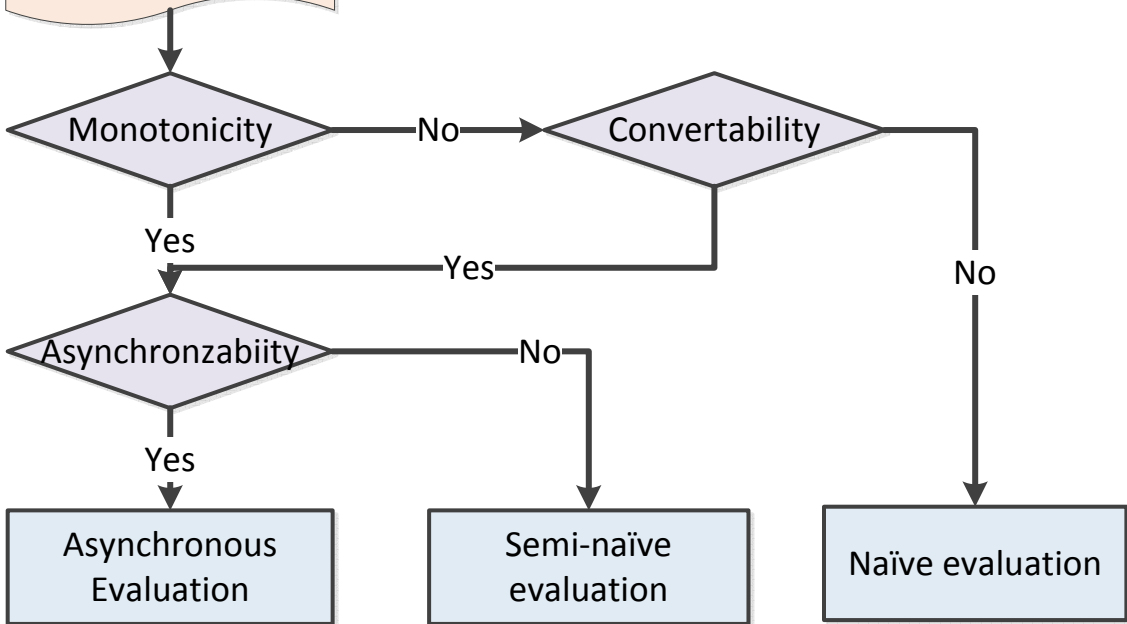 Monotonicity
No
Convertability
Yes
Yes
No
Asynchronzabiity
No
Yes
Asynchronous
Evaluation
Semi-naïve
evaluation
Naïve evaluation